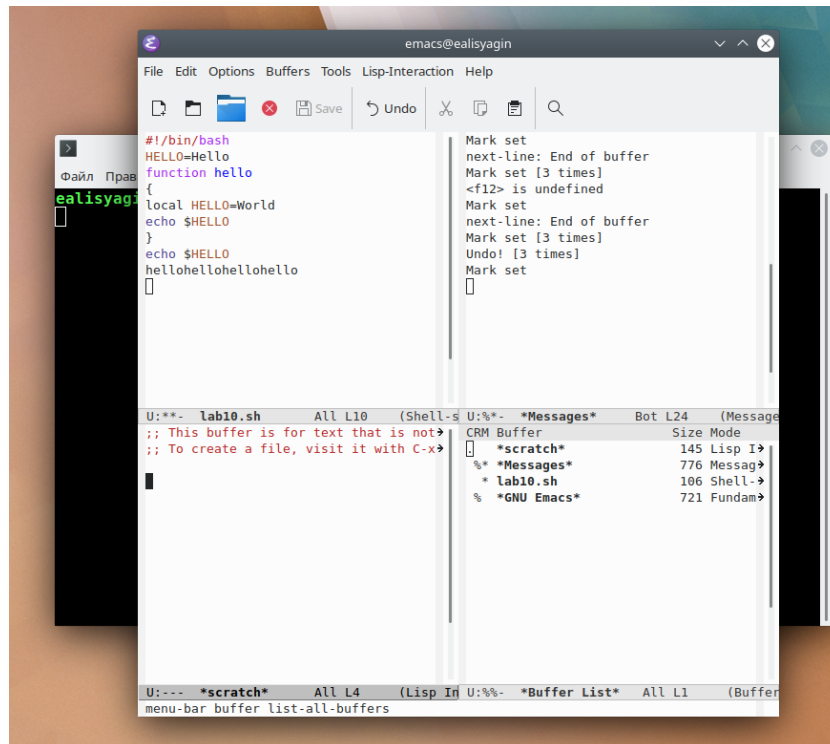 emacs@ealisyagin
File Edit Options Buffers Tools Lisp-Interaction Help
Save Undo
#!/bin/bash
HELLO=Hello
function hello
{
local HELLO=World
echo $HELLO
}
echo $HELLO
hellohellohellohello
U:**- lab10.sh All L10 (Shell-s
Mark set
next-line: End of buffer
Mark set [3 times]
<f12> is undefined
Mark set
next-line: End of buffer
Mark set [3 times]
Undo! [3 times]
Mark set
U:%*- *Messages* Bot L24 (Message
;; This buffer is for text that is not
;; To create a file, visit it with C-x
U:--- *scratch* All L4 (Lisp In
CRM Buffer Size Mode
. *scratch* 145 Lisp I
%* *Messages* 776 Messag
* lab10.sh 106 Shell-
% *GNU Emacs* 721 Fundam
U:%%- *Buffer List* All L1 (Buffer
menu-bar buffer list-all-buffers
Файл Прав
ealisyagi